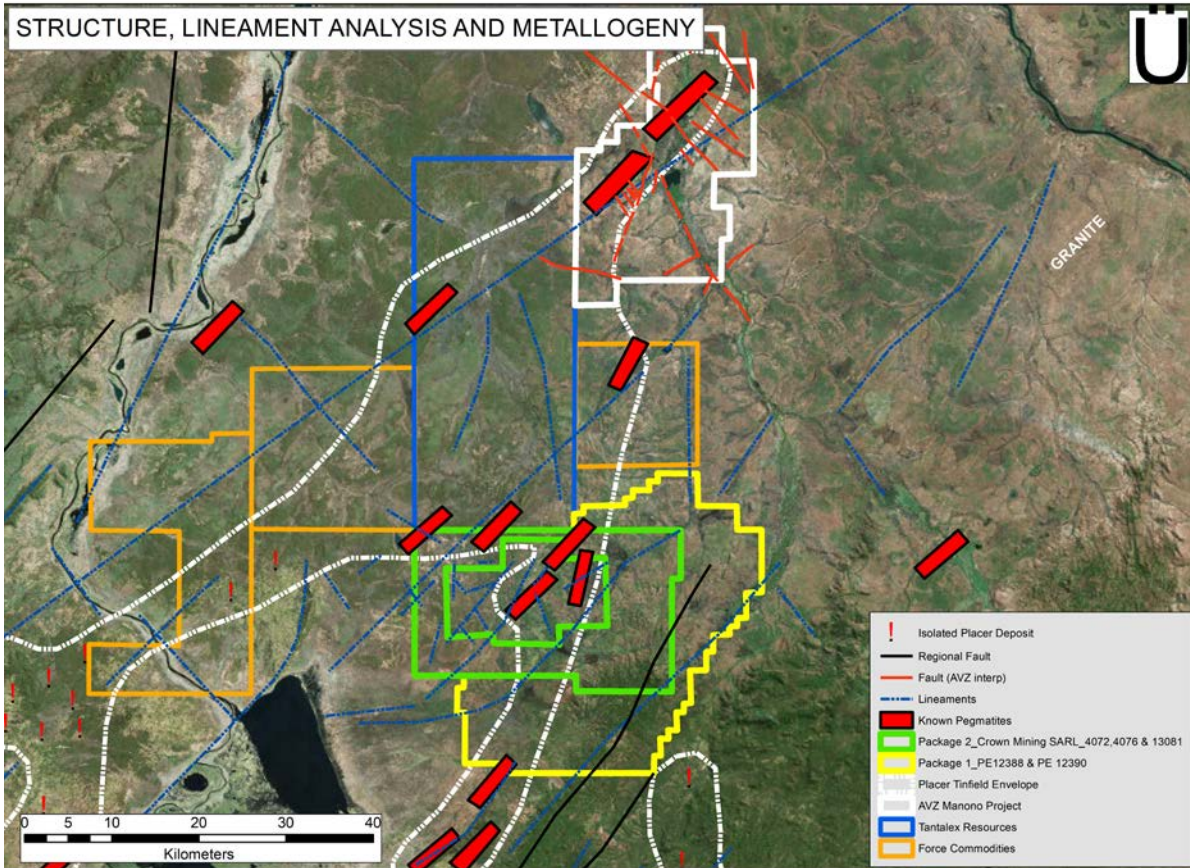 STRUCTURE, LINEAMENT ANALYSIS AND METALLOGENY
Ü
GRANITE
! Isolated Placer Deposit
Regional Fault
Fault (AVZ interp)
Lineaments
Known Pegmatites
Package 2_Crown Mining SARL_4072,4076 & 13081
Package 1_PE12388 & PE 12390
Placer Tinfield Envelope
AVZ Manono Project
Tantalex Resources
Force Commodities
0 5 10 20 30 40
Kilometers